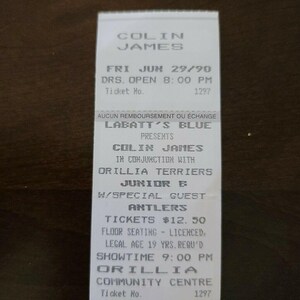 COLIN
JAMES
FRI JUN 29/90
DRS. OPEN 8:00 PM
Ticket No. 1297
AUCUN REMBOURSEMENT OU ÉCHANGE
LABATT'S BLUE
PRESENTS
COLIN JAMES
IN CONJUNCTION WITH
ORILLIA TERRIERS
JUNIOR B
W/SPECIAL GUEST
ANTLERS
TICKETS $12.50
FLOOR SEATING - LICENCED,
LEGAL AGE 19 YRS.REQU'D
SHOWTIME 9:00 PM
ORILLIA
COMMUNITY CENTRE
Ticket No. 1297